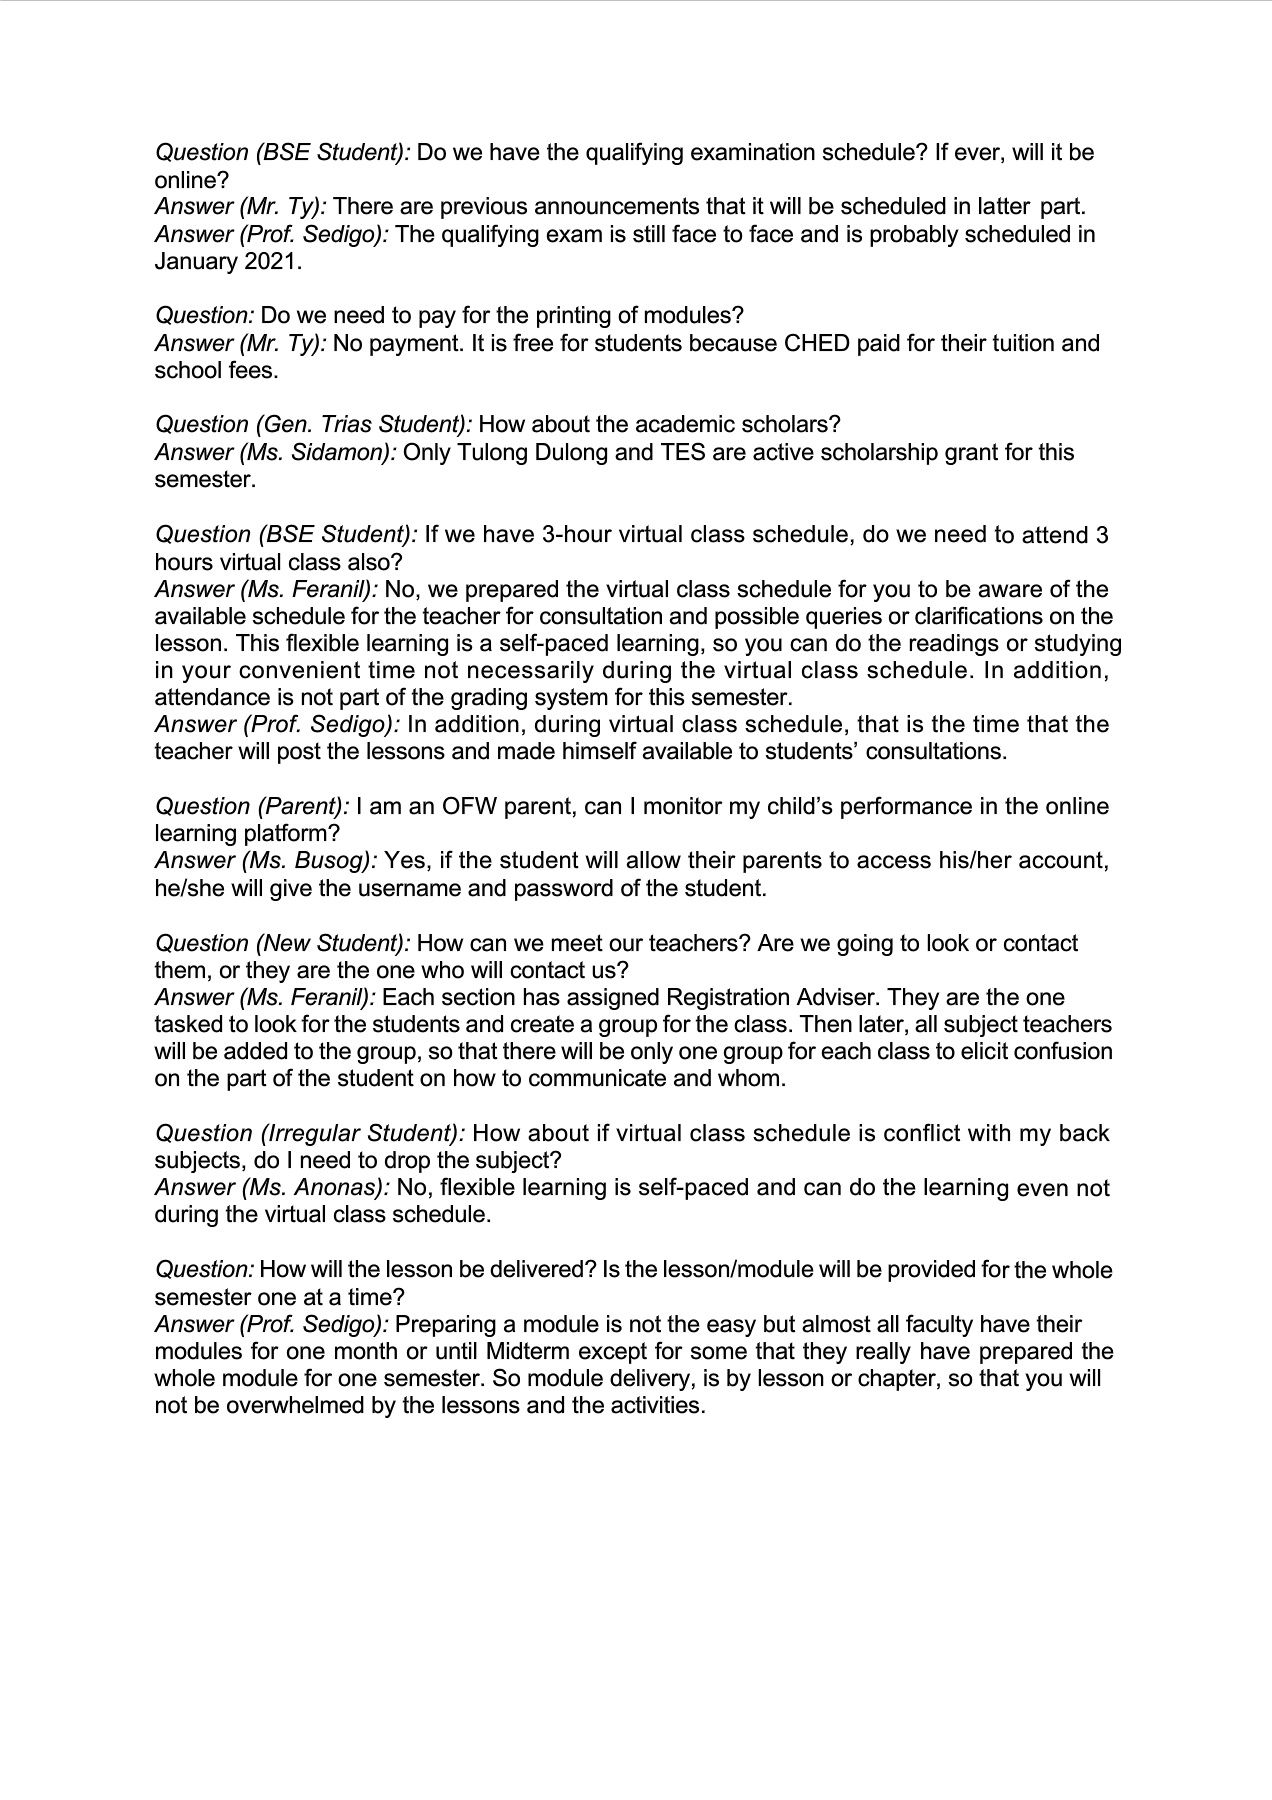 Question (BSE Student): Do we have the qualifying examination schedule? If ever, will it be
online?
Answer (Mr. Ty): There are previous announcements that it will be scheduled in latter part.
Answer (Prof. Sedigo): The qualifying exam is still face to face and is probably scheduled in
January 2021.
Question: Do we need to pay for the printing of modules?
Answer (Mr. Ty): No payment. It is free for students because CHED paid for their tuition and
school fees.
Question (Gen. Trias Student): How about the academic scholars?
Answer (Ms. Sidamon): Only Tulong Dulong and TES are active scholarship grant for this
semester.
Question (BSE Student): If we have 3-hour virtual class schedule, do we need to attend 3
hours virtual class also?
Answer (Ms. Feranil): No, we prepared the virtual class schedule for you to be aware of the
available schedule for the teacher for consultation and possible queries or clarifications on the
lesson. This flexible learning is a self-paced learning, so you can do the readings or studying
in your convenient time not necessarily during the virtual class schedule. In addition,
attendance is not part of the grading system for this semester.
Answer (Prof. Sedigo): In addition, during virtual class schedule, that is the time that the
teacher will post the lessons and made himself available to students’ consultations.
Question (Parent): I am an OFW parent, can I monitor my child’s performance in the online
learning platform?
Answer (Ms. Busog): Yes, if the student will allow their parents to access his/her account,
he/she will give the username and password of the student.
Question (New Student): How can we meet our teachers? Are we going to look or contact
them, or they are the one who will contact us?
Answer (Ms. Feranil): Each section has assigned Registration Adviser. They are the one
tasked to look for the students and create a group for the class. Then later, all subject teachers
will be added to the group, so that there will be only one group for each class to elicit confusion
on the part of the student on how to communicate and whom.
Question (Irregular Student): How about if virtual class schedule is conflict with my back
subjects, do I need to drop the subject?
Answer (Ms. Anonas): No, flexible learning is self-paced and can do the learning even not
during the virtual class schedule.
Question: How will the lesson be delivered? Is the lesson/module will be provided for the whole
semester one at a time?
Answer (Prof. Sedigo): Preparing a module is not the easy but almost all faculty have their
modules for one month or until Midterm except for some that they really have prepared the
whole module for one semester. So module delivery, is by lesson or chapter, so that you will
not be overwhelmed by the lessons and the activities.